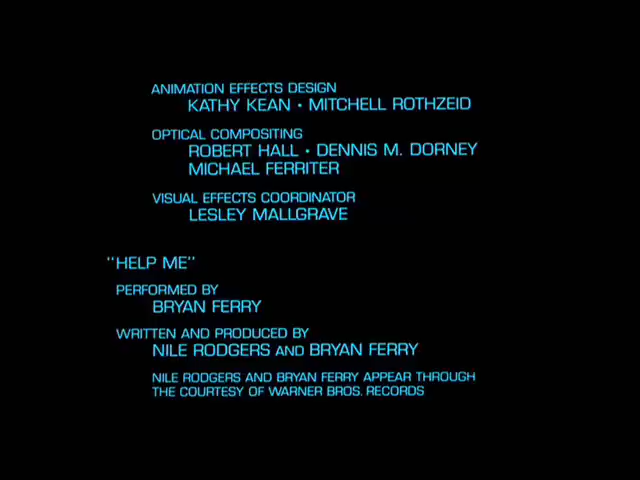 ANIMATION EFFECTS DESIGN
KATHY KEAN • MITCHELL ROTHZEID
OPTICAL COMPOSITING
ROBERT HALL • DENNIS M. DORNEY
MICHAEL FERRITER
VISUAL EFFECTS COORDINATOR
LESLEY MALLGRAVE
"HELP ME"
PERFORMED BY
BRYAN FERRY
WRITTEN AND PRODUCED BY
NILE RODGERS AND BRYAN FERRY
NILE RODGERS AND BRYAN FERRY APPEAR THROUGH
THE COURTESY OF WARNER BROS. RECORDS